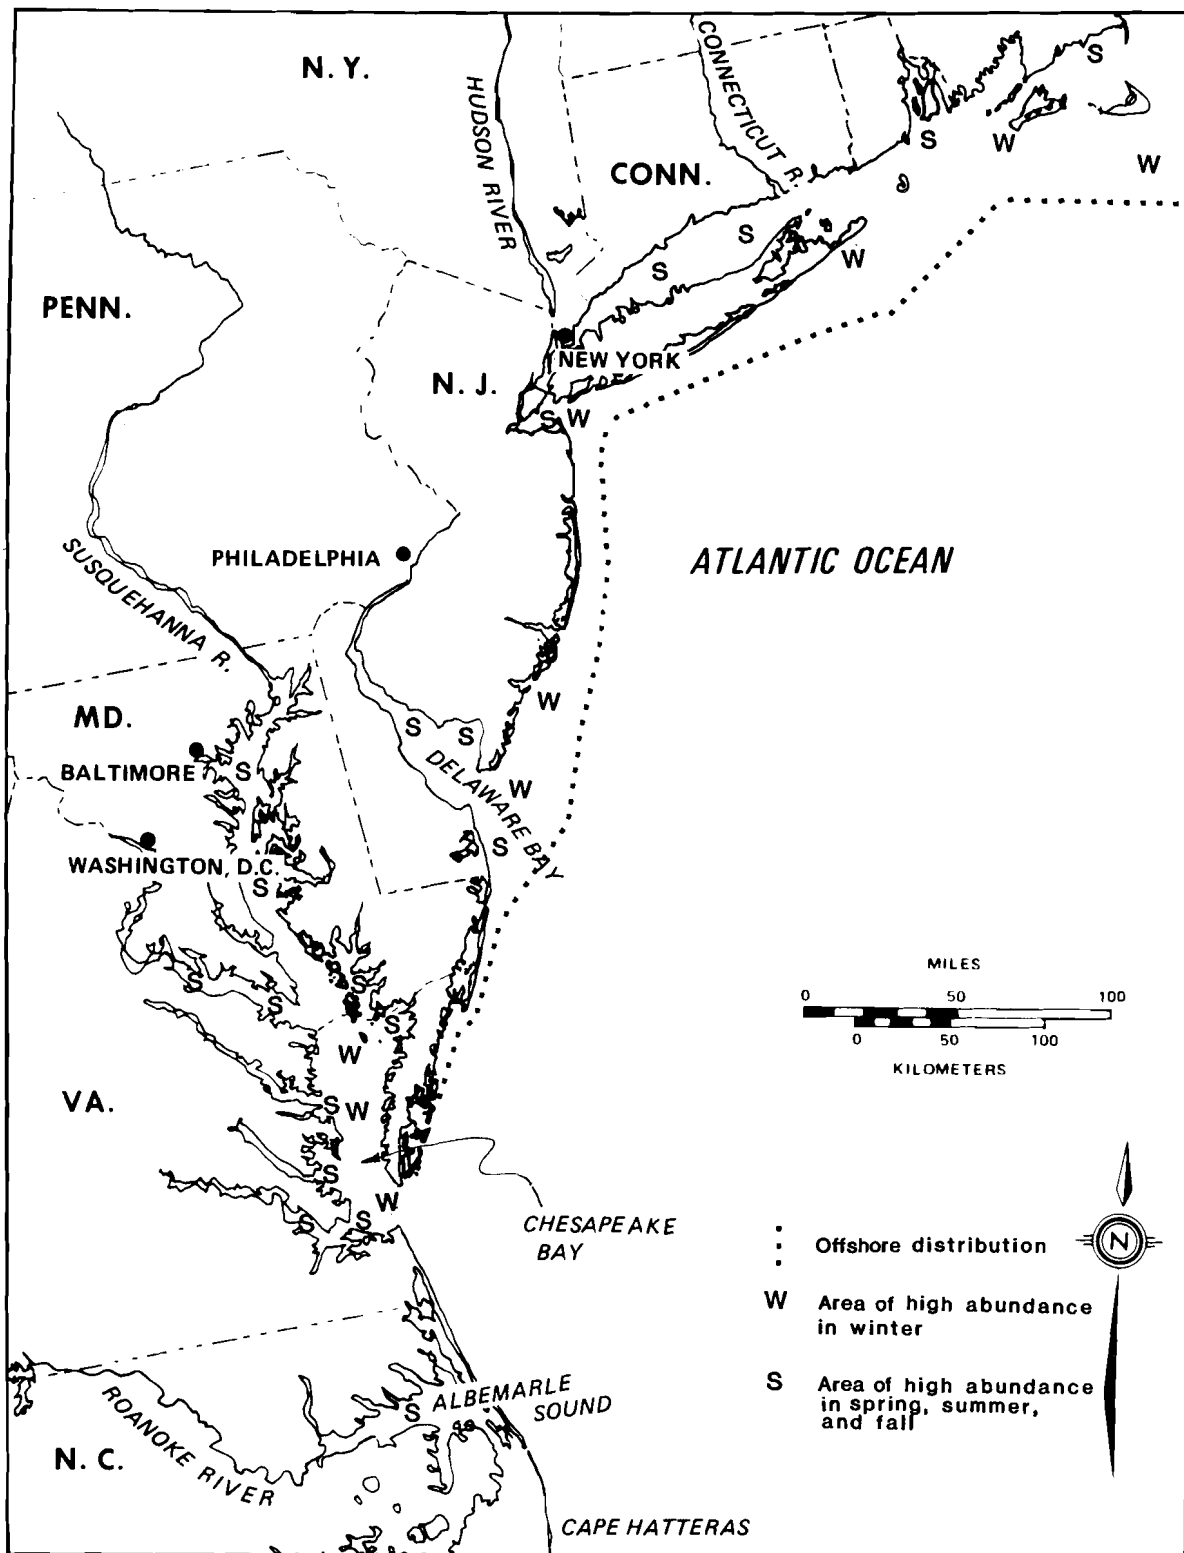 N. Y.
HUDSON RIVER
CONNECTICUT R.
CONN.
S
S
W
W
S
S
W
PENN.
NEW YORK
N. J.
S
W
SUSQUEHANNA R.
PHILADELPHIA
ATLANTIC OCEAN
MD.
BALTIMORE
S
S
S
W
W
DELAWARE BAY
S
WASHINGTON, D.C.
S
S
S
S
S
W
VA.
S
W
S
W
S
S
CHESAPEAKE
BAY
MILES
0 50 100
0 50 100
KILOMETERS
N
Offshore distribution
W Area of high abundance
in winter
S Area of high abundance
in spring, summer,
and fall
ALBEMARLE
SOUND
S
ROANOKE RIVER
N. C.
CAPE HATTERAS